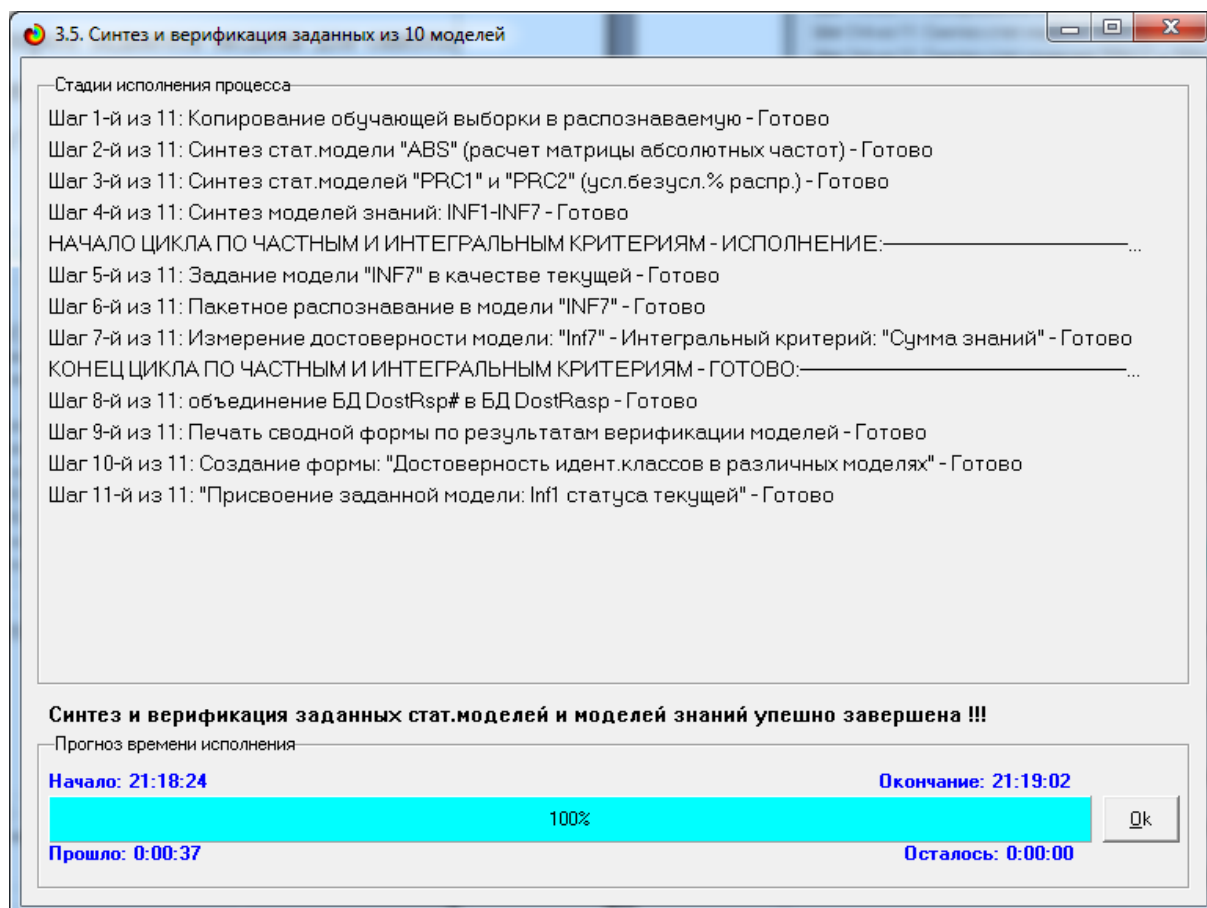 3.5. Синтез и верификация заданных из 10 моделей
Стадии исполнения процесса
Шаг 1-й из 11: Копирование обучающей выборки в распознаваемую - Готово
Шаг 2-й из 11: Синтез стат.модели "ABS" (расчет матрицы абсолютных частот) - Готово
Шаг 3-й из 11: Синтез стат.моделей "PRC1" и "PRC2" (усл.безусл.% распр.) - Готово
Шаг 4-й из 11: Синтез моделей знаний: INF1-INF7 - Готово
НАЧАЛО ЦИКЛА ПО ЧАСТНЫМ И ИНТЕГРАЛЬНЫМ КРИТЕРИЯМ - ИСПОЛНЕНИЕ:————————————...
Шаг 5-й из 11: Задание модели "INF7" в качестве текущей - Готово
Шаг 6-й из 11: Пакетное распознавание в модели "INF7" - Готово
Шаг 7-й из 11: Измерение достоверности модели: "Inf7" - Интегральный критерий: "Сумма знаний" - Готово
КОНЕЦ ЦИКЛА ПО ЧАСТНЫМ И ИНТЕГРАЛЬНЫМ КРИТЕРИЯМ - ГОТОВО:————————————————...
Шаг 8-й из 11: объединение БД DostRsp# в БД DostRasp - Готово
Шаг 9-й из 11: Печать сводной формы по результатам верификации моделей - Готово
Шаг 10-й из 11: Создание формы: "Достоверность идент.классов в различных моделях" - Готово
Шаг 11-й из 11: "Присвоение заданной модели: Inf1 статуса текущей" - Готово
Синтез и верификация заданных стат.моделей и моделей знаний упешно завершена !!!
Прогноз времени исполнения
Начало: 21:18:24 Окончание: 21:19:02
100% Ok
Прошло: 0:00:37 Осталось: 0:00:00